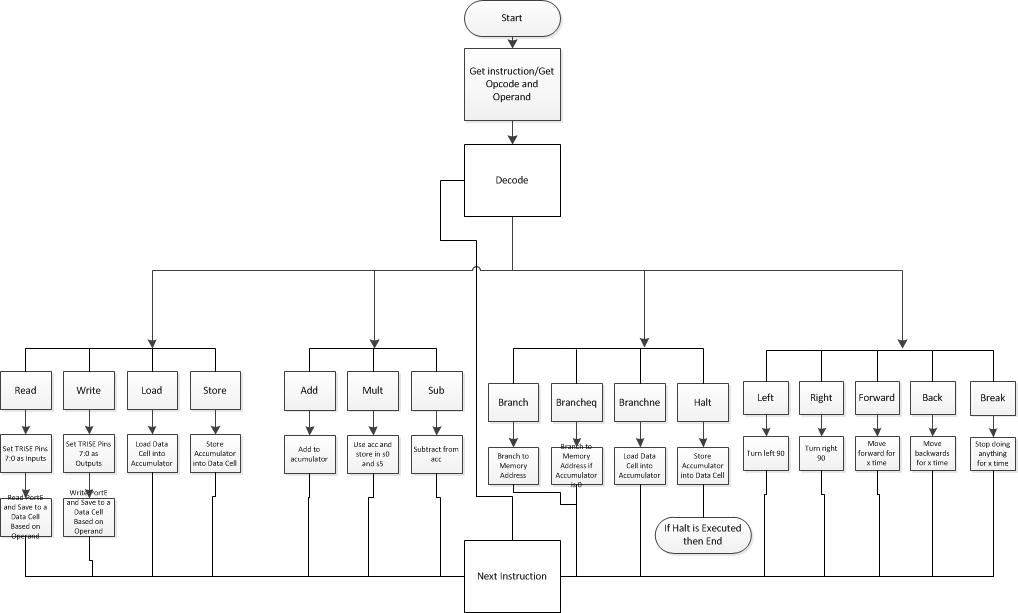 Start
Get instruction/Get
Opcode and
Operand
Decode
Read
Write
Load
Store
Add
Mult
Sub
Branch
Brancheq
Branchne
Halt
Left
Right
Forward
Back
Break
Set TRISE Pins
7:0 as Inputs
Set TRISE Pins
7:0 as
Outputs
Load Data
Cell into
Accumulator
Store
Accumulator
into Data Cell
Add to
acumulator
Use acc and
store in s0
and s5
Subtract from
acc
Branch to
Memory
Address
Branch to
Memory
Address if
Accumulator
is 0
Load Data
Cell into
Accumulator
Store
Accumulator
into Data Cell
Turn left 90
Turn right
90
Move
forward for
x time
Move
backwards
for x time
Stop doing
anything
for x time
Read PortE
and Save to a
Data Cell
Based on
Operand
Write PortE
and Save to a
Data Cell
Based on
Operand
If Halt is Executed
then End
Next Instruction